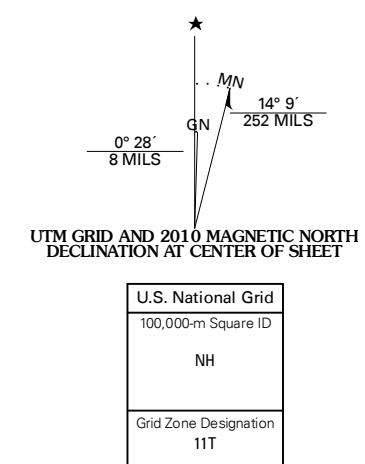 ★
MN
GN
14° 9´
252 MILS
0° 28´
8 MILS
UTM GRID AND 2010 MAGNETIC NORTH
DECLINATION AT CENTER OF SHEET
U.S. National Grid
100,000-m Square ID
NH
Grid Zone Designation
11T